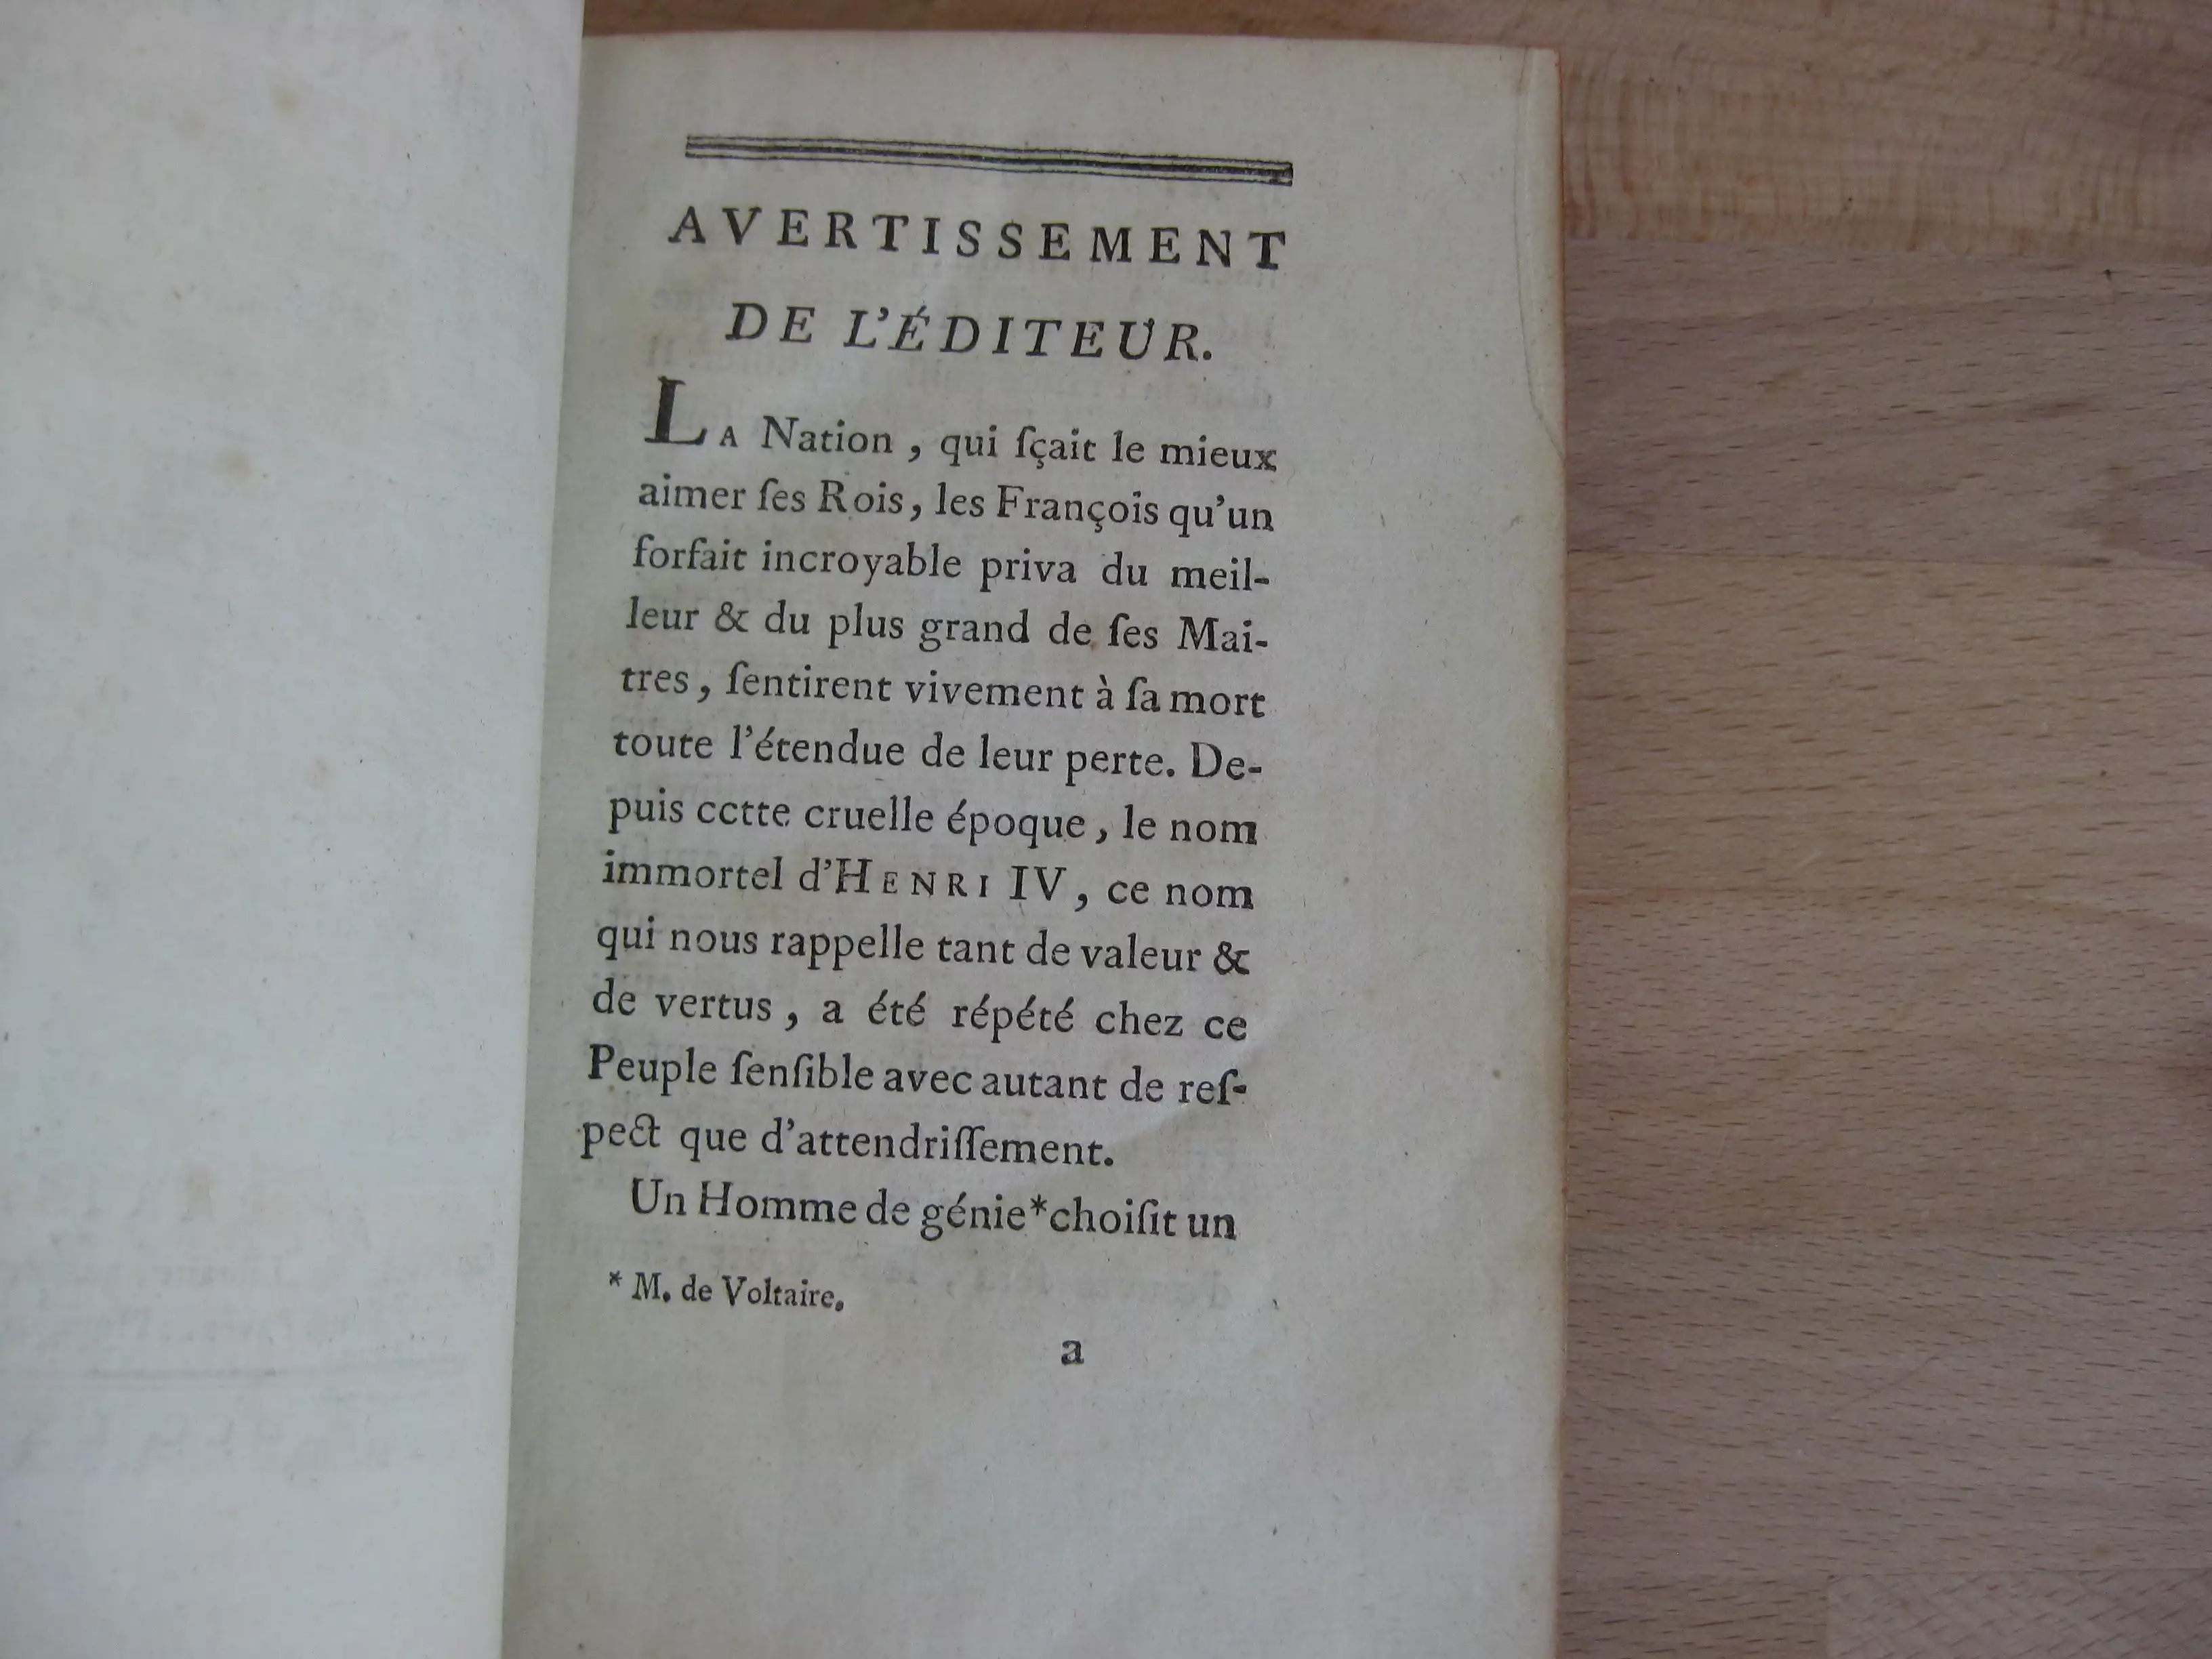 AVERTISSEMENT
DE L'ÉDITEUR.
LA Nation, qui ſçait le mieux
aimer ſes Rois, les François qu'un
forfait incroyable priva du meil-
leur & du plus grand de ſes Mai-
tres, ſentirent vivement à ſa mort
toute l'étendue de leur perte. De-
puis cctte cruelle époque, le nom
immortel d'HENRI IV, ce nom
qui nous rappelle tant de valeur &
de vertus, a été répété chez ce
Peuple ſenſible avec autant de reſ-
pect que d'attendriſſement.
Un Homme de génie*choiſit un
* M. de Voltaire.
a